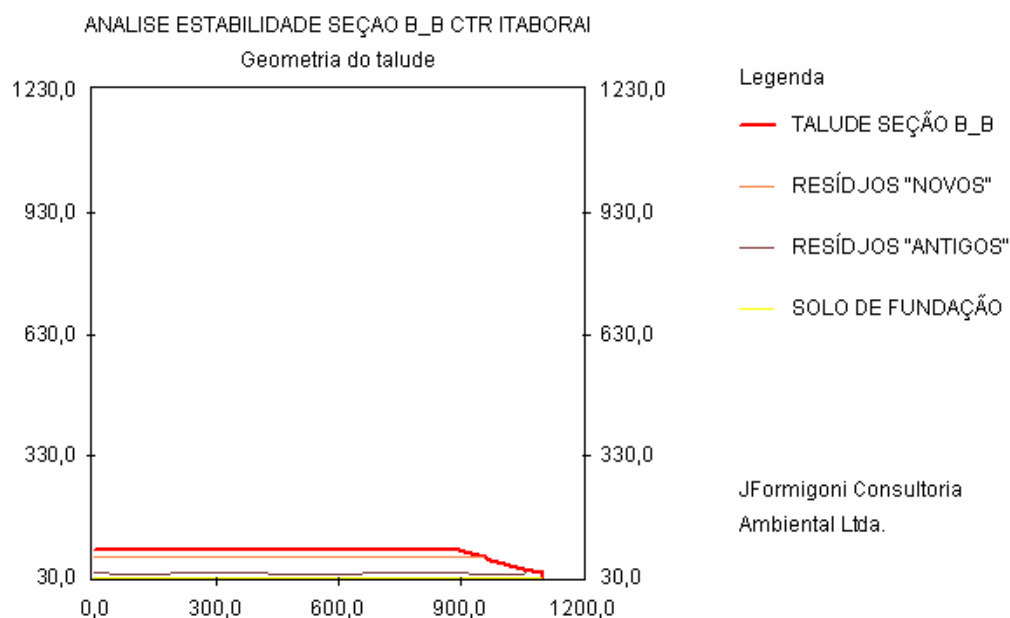 ANALISE ESTABILIDADE SEÇAO B_B CTR ITABORAI
Geometria do talude
1230,0
1230,0
930,0
930,0
630,0
630,0
330,0
330,0
30,0
30,0
0,0 300,0 600,0 900,0 1200,0
Legenda
TALUDE SEÇÃO B_B
RESÍDJOS "NOVOS"
RESÍDJOS "ANTIGOS"
SOLO DE FUNDAÇÃO
JFormigoni Consultoria
Ambiental Ltda.